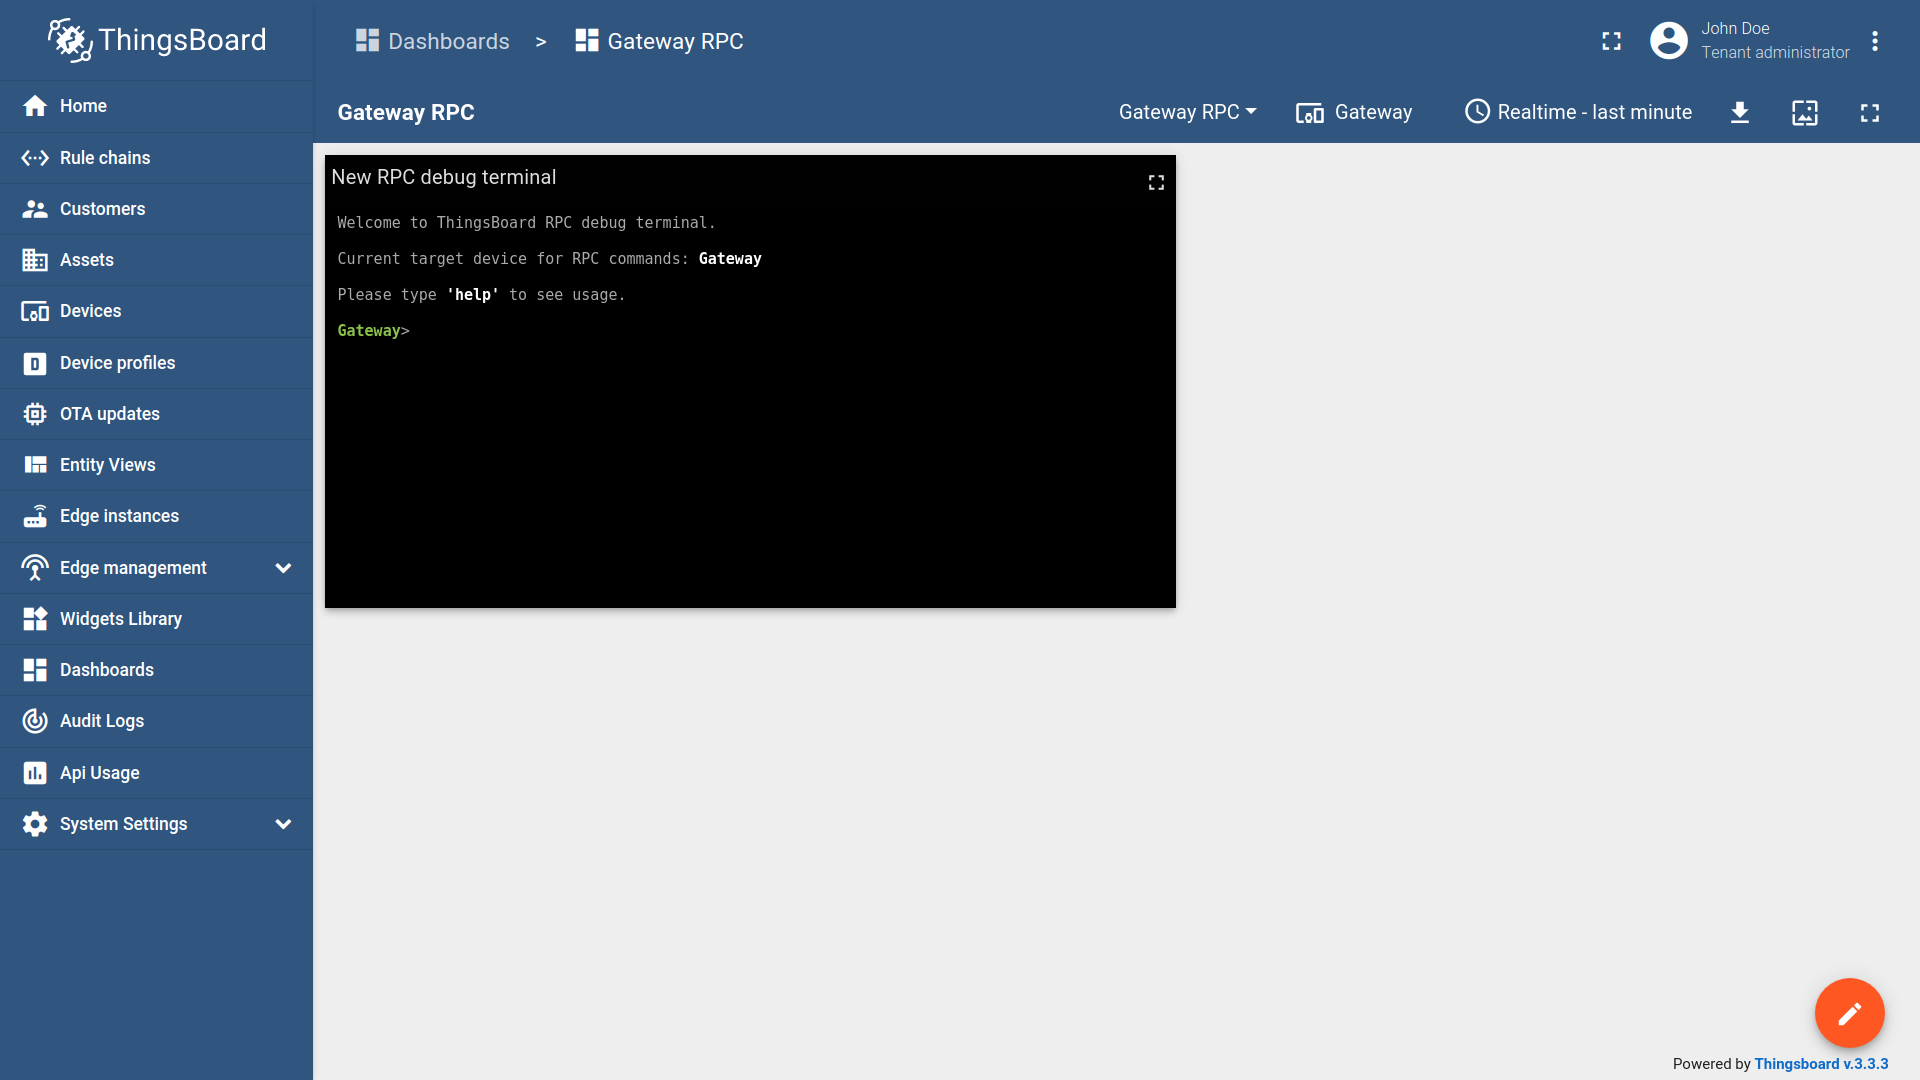 ThingsBoard
Dashboards > Gateway RPC
John Doe
Tenant administrator
Gateway RPC
Gateway RPC
Gateway
Realtime - last minute
Home
Rule chains
Customers
Assets
Devices
Device profiles
OTA updates
Entity Views
Edge instances
Edge management
Widgets Library
Dashboards
Audit Logs
Api Usage
System Settings
New RPC debug terminal
Welcome to ThingsBoard RPC debug terminal.
Current target device for RPC commands: Gateway
Please type 'help' to see usage.
Gateway>
Powered by Thingsboard v.3.3.3